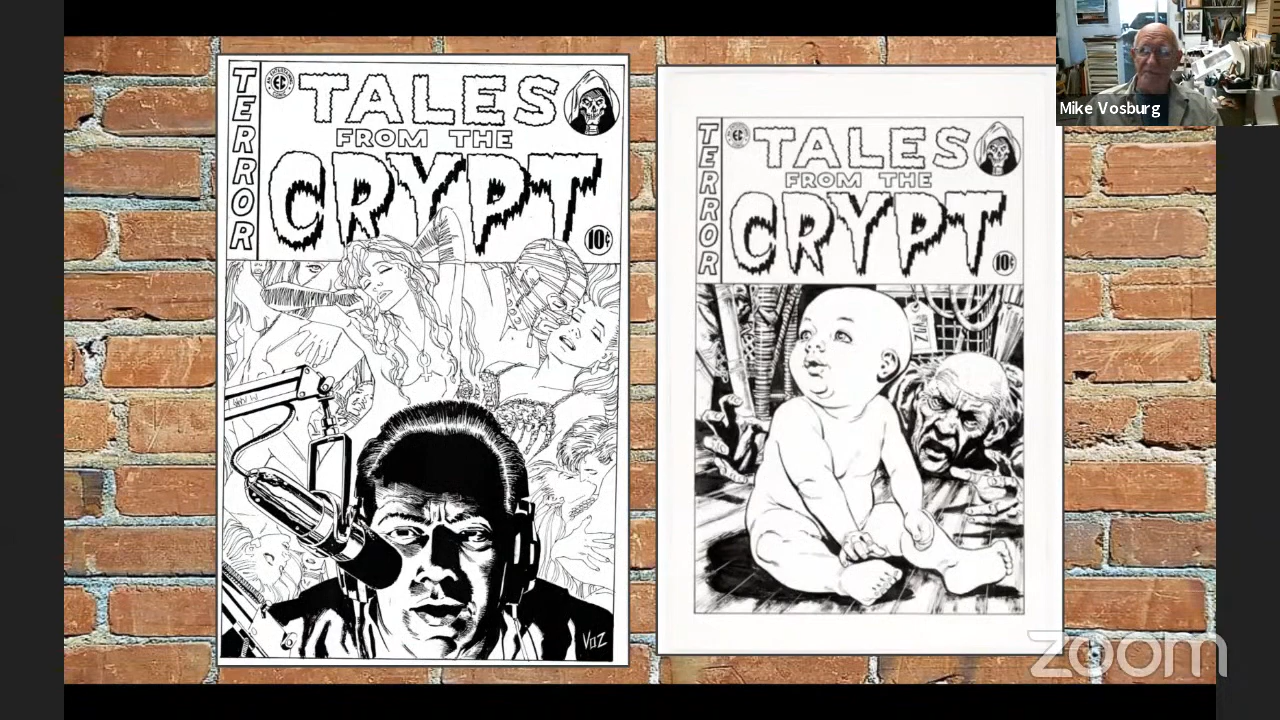 TERROR
EC
TALES
FROM THE
CRYPT
10¢
VOZ
TERROR
EC
TALES
FROM THE
CRYPT
10¢
Mike Vosburg
zoom